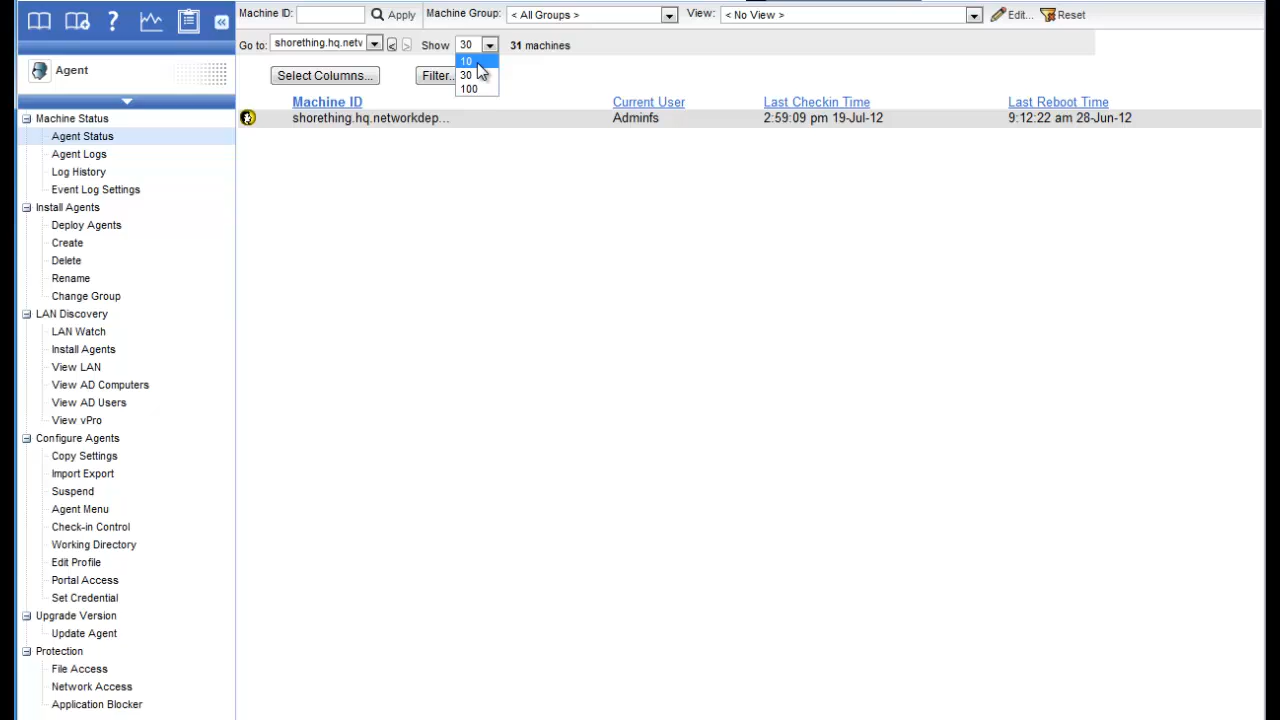 Machine ID: Apply Machine Group: < All Groups > View: < No View > Edit... Reset
Go to: shorething.hq.netv < > Show 30 31 machines
10
30
100
Agent
Select Columns... Filter..
Machine ID Current User Last Checkin Time Last Reboot Time
shorething.hq.networkdep... Adminfs 2:59:09 pm 19-Jul-12 9:12:22 am 28-Jun-12
Machine Status
Agent Status
Agent Logs
Log History
Event Log Settings
Install Agents
Deploy Agents
Create
Delete
Rename
Change Group
LAN Discovery
LAN Watch
Install Agents
View LAN
View AD Computers
View AD Users
View vPro
Configure Agents
Copy Settings
Import Export
Suspend
Agent Menu
Check-in Control
Working Directory
Edit Profile
Portal Access
Set Credential
Upgrade Version
Update Agent
Protection
File Access
Network Access
Application Blocker